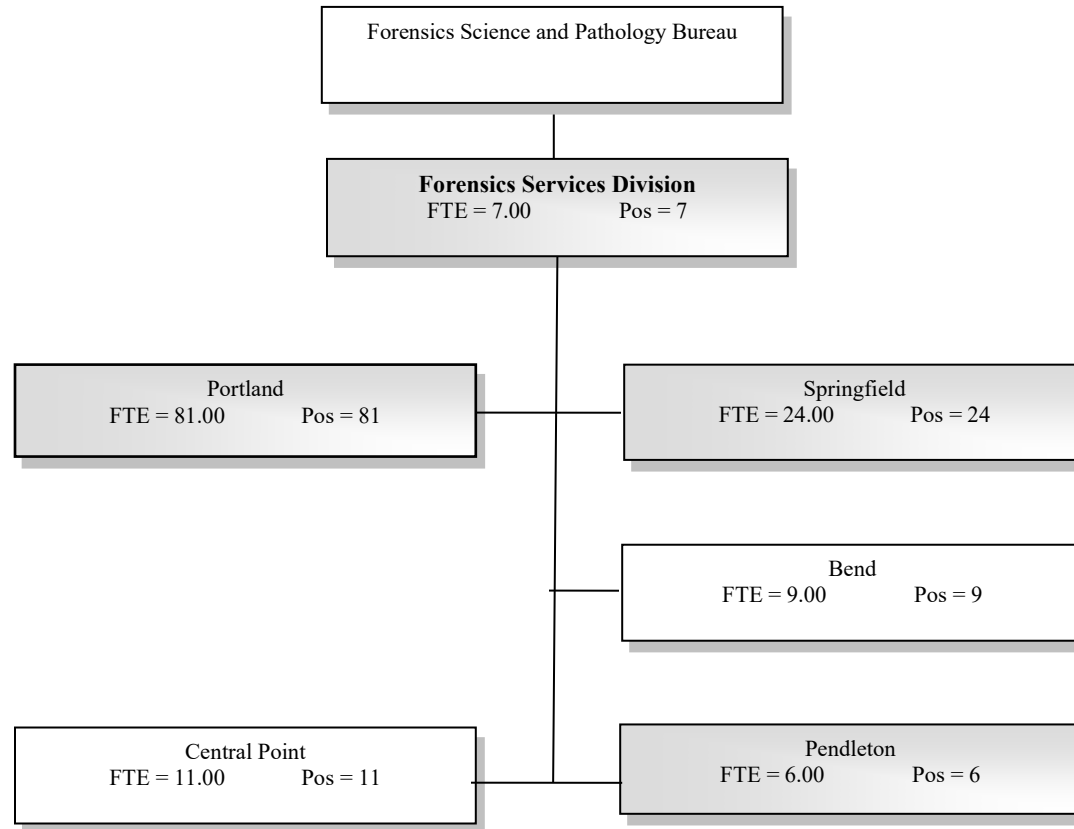 Forensics Science and Pathology Bureau
Forensics Services Division
FTE = 7.00 Pos = 7
Portland
FTE = 81.00 Pos = 81
Springfield
FTE = 24.00 Pos = 24
Bend
FTE = 9.00 Pos = 9
Central Point
FTE = 11.00 Pos = 11
Pendleton
FTE = 6.00 Pos = 6